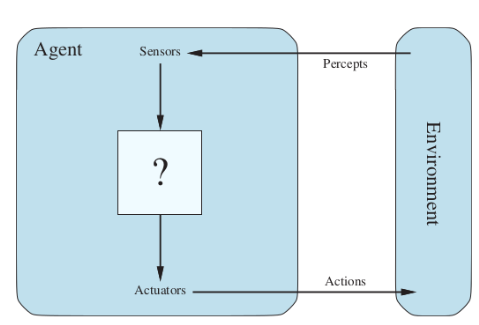 Agent
Sensors
Percepts
?
Environment
Actuators
Actions